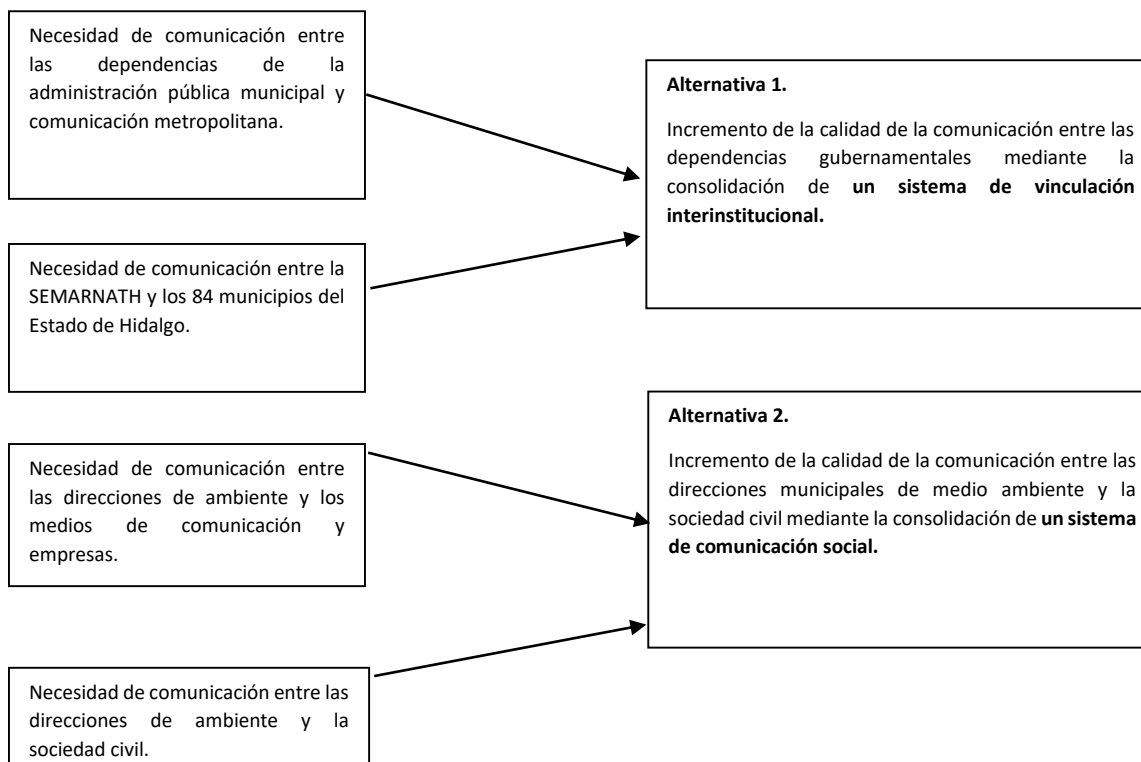 Necesidad de comunicación entre
las dependencias de la
administración pública municipal y
comunicación metropolitana.
Necesidad de comunicación entre la
SEMARNATH y los 84 municipios del
Estado de Hidalgo.
Necesidad de comunicación entre
las direcciones de ambiente y los
medios de comunicación y
empresas.
Necesidad de comunicación entre las
direcciones de ambiente y la
sociedad civil.
Alternativa 1.
Incremento de la calidad de la comunicación entre las
dependencias gubernamentales mediante la
consolidación de un sistema de vinculación
interinstitucional.
Alternativa 2.
Incremento de la calidad de la comunicación entre las
direcciones municipales de medio ambiente y la
sociedad civil mediante la consolidación de un sistema
de comunicación social.